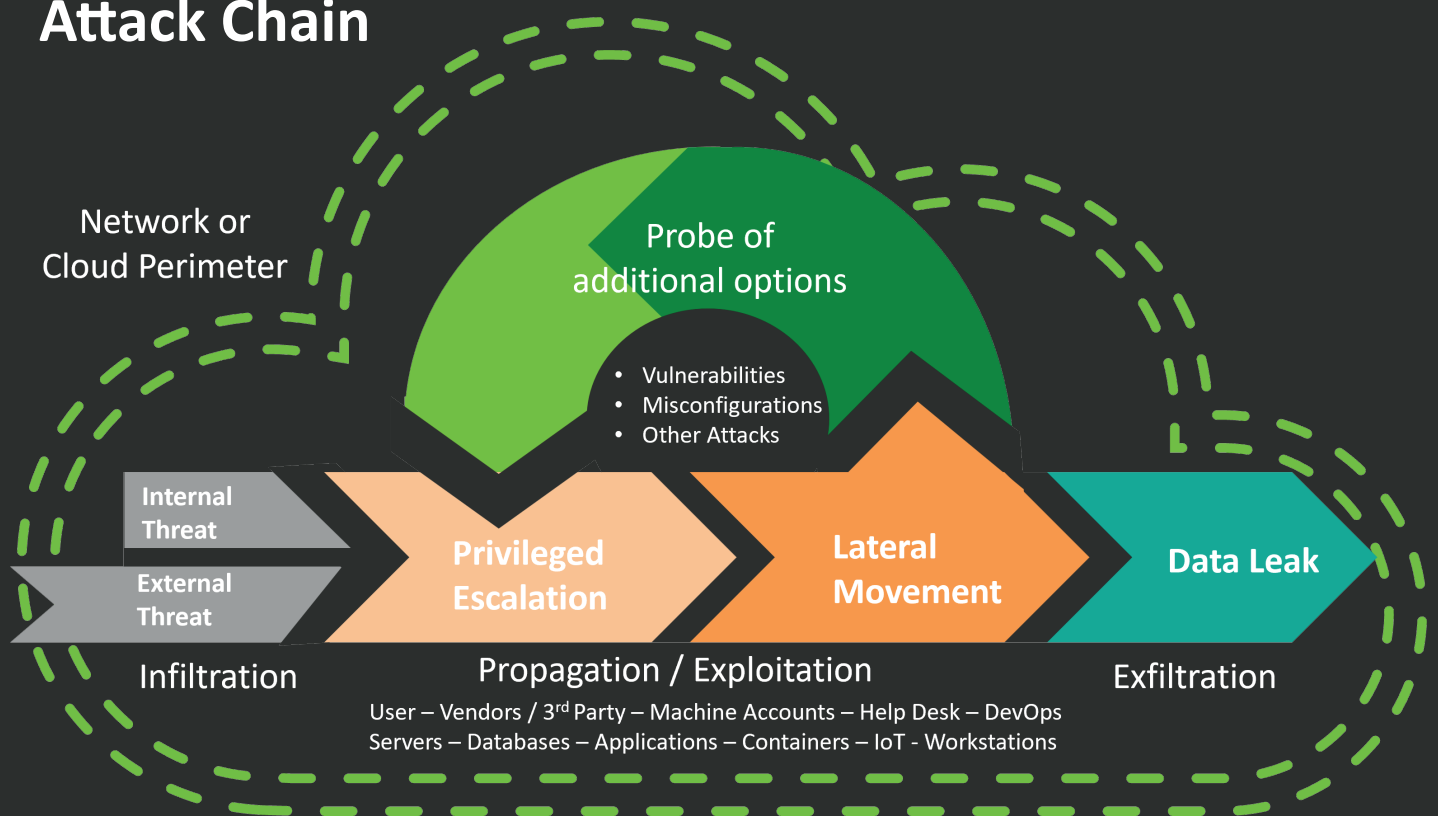 Attack Chain
Network or
Cloud Perimeter
Probe of
additional options
• Vulnerabilities
• Misconfigurations
• Other Attacks
Internal
Threat
External
Threat
Privileged
Escalation
Lateral
Movement
Data Leak
Infiltration
Propagation / Exploitation
Exfiltration
User – Vendors / 3rd Party – Machine Accounts – Help Desk – DevOps
Servers – Databases – Applications – Containers – IoT - Workstations